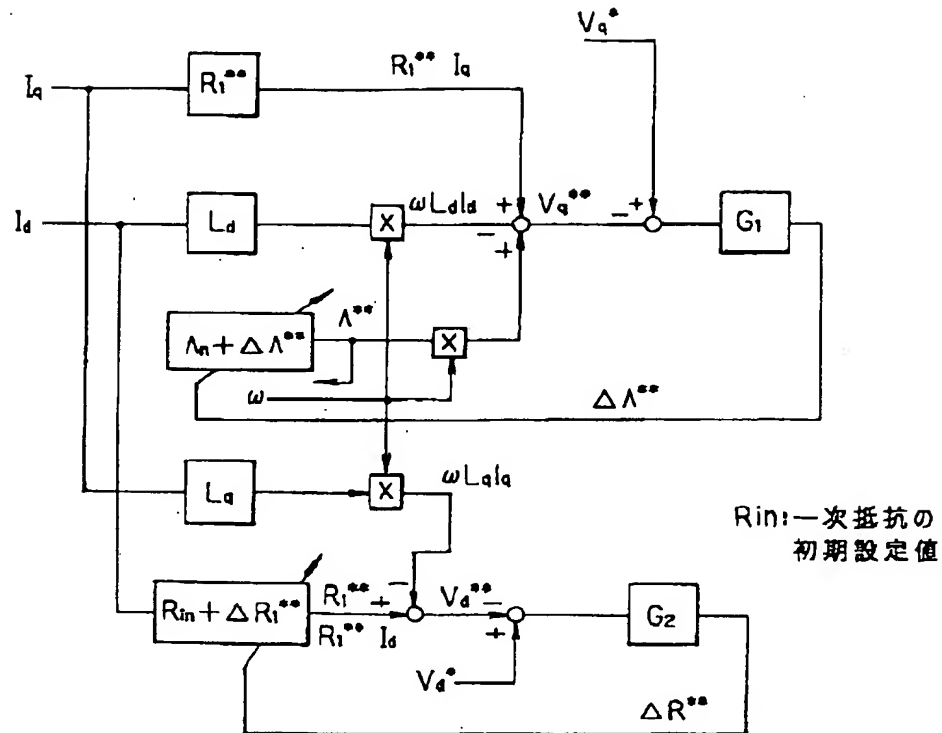 Vq*
Iq
R1**
R1** Iq
Id
Ld
X
ωLdId
+
-
+
Vq**
-
+
G1
Λn+ΔΛ**
Λ**
X
ω
ΔΛ**
Lq
X
ωLqIq
Rin:一次抵抗の
初期設定値
Rin+ΔR1**
R1**
R1** Id
+
-
Vd**
-
+
G2
Vd*
ΔR**